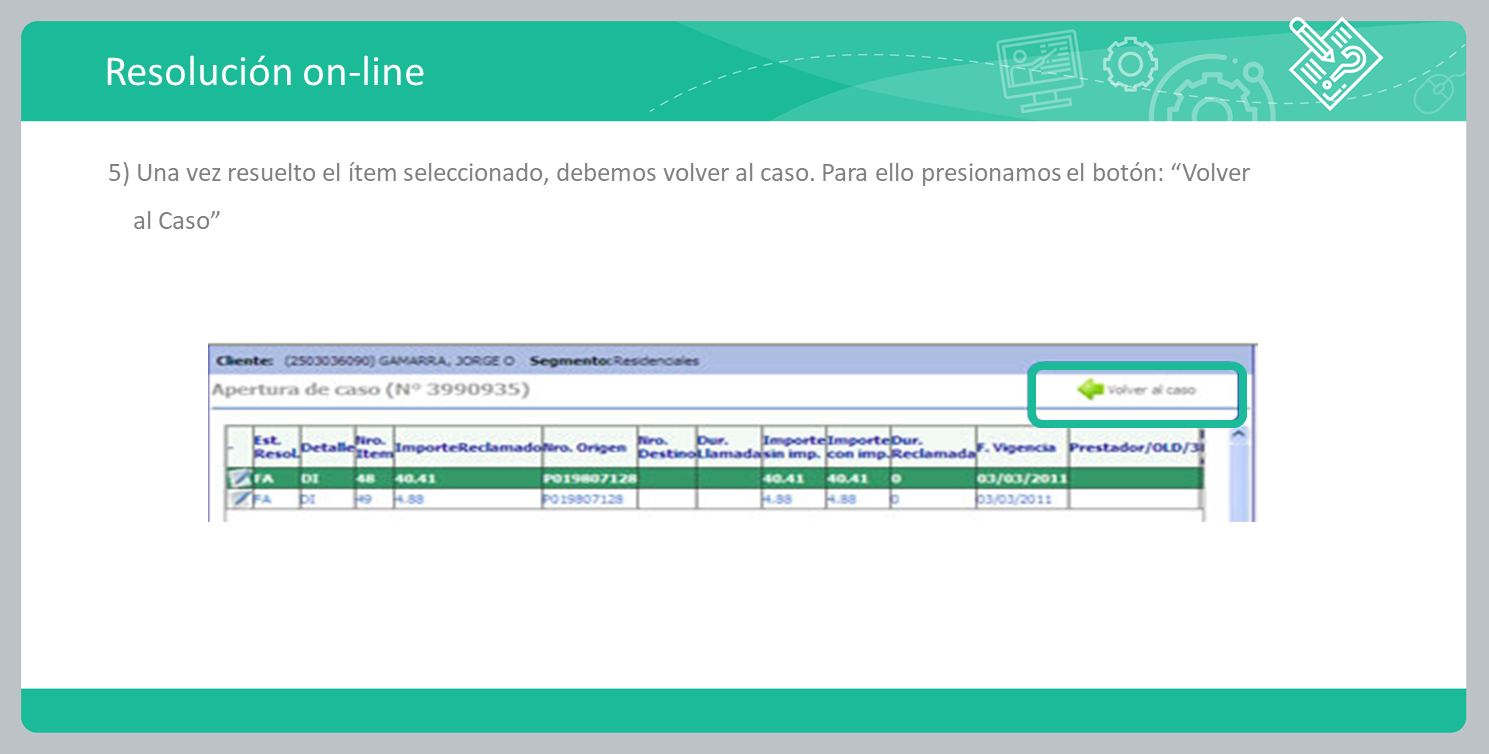 Resolución on-line
5) Una vez resuelto el ítem seleccionado, debemos volver al caso. Para ello presionamos el botón: “Volver
al Caso”
Cliente: (2503036090) GAMARRA, JORGE O Segmento:Residenciales
Apertura de caso (Nº 3990935)
Volver al caso
- Est. Resol. Detalle Nro. Item ImporteReclamado Nro. Origen Nro. Destino Dur. Llamada Importe sin imp. Importe con imp. Dur. Reclamada F. Vigencia Prestador/OLD/
FA DI 48 40.41 P019807128 40.41 40.41 0 03/03/2011
FA DI 49 4.88 P019807128 4.88 4.88 0 03/03/2011